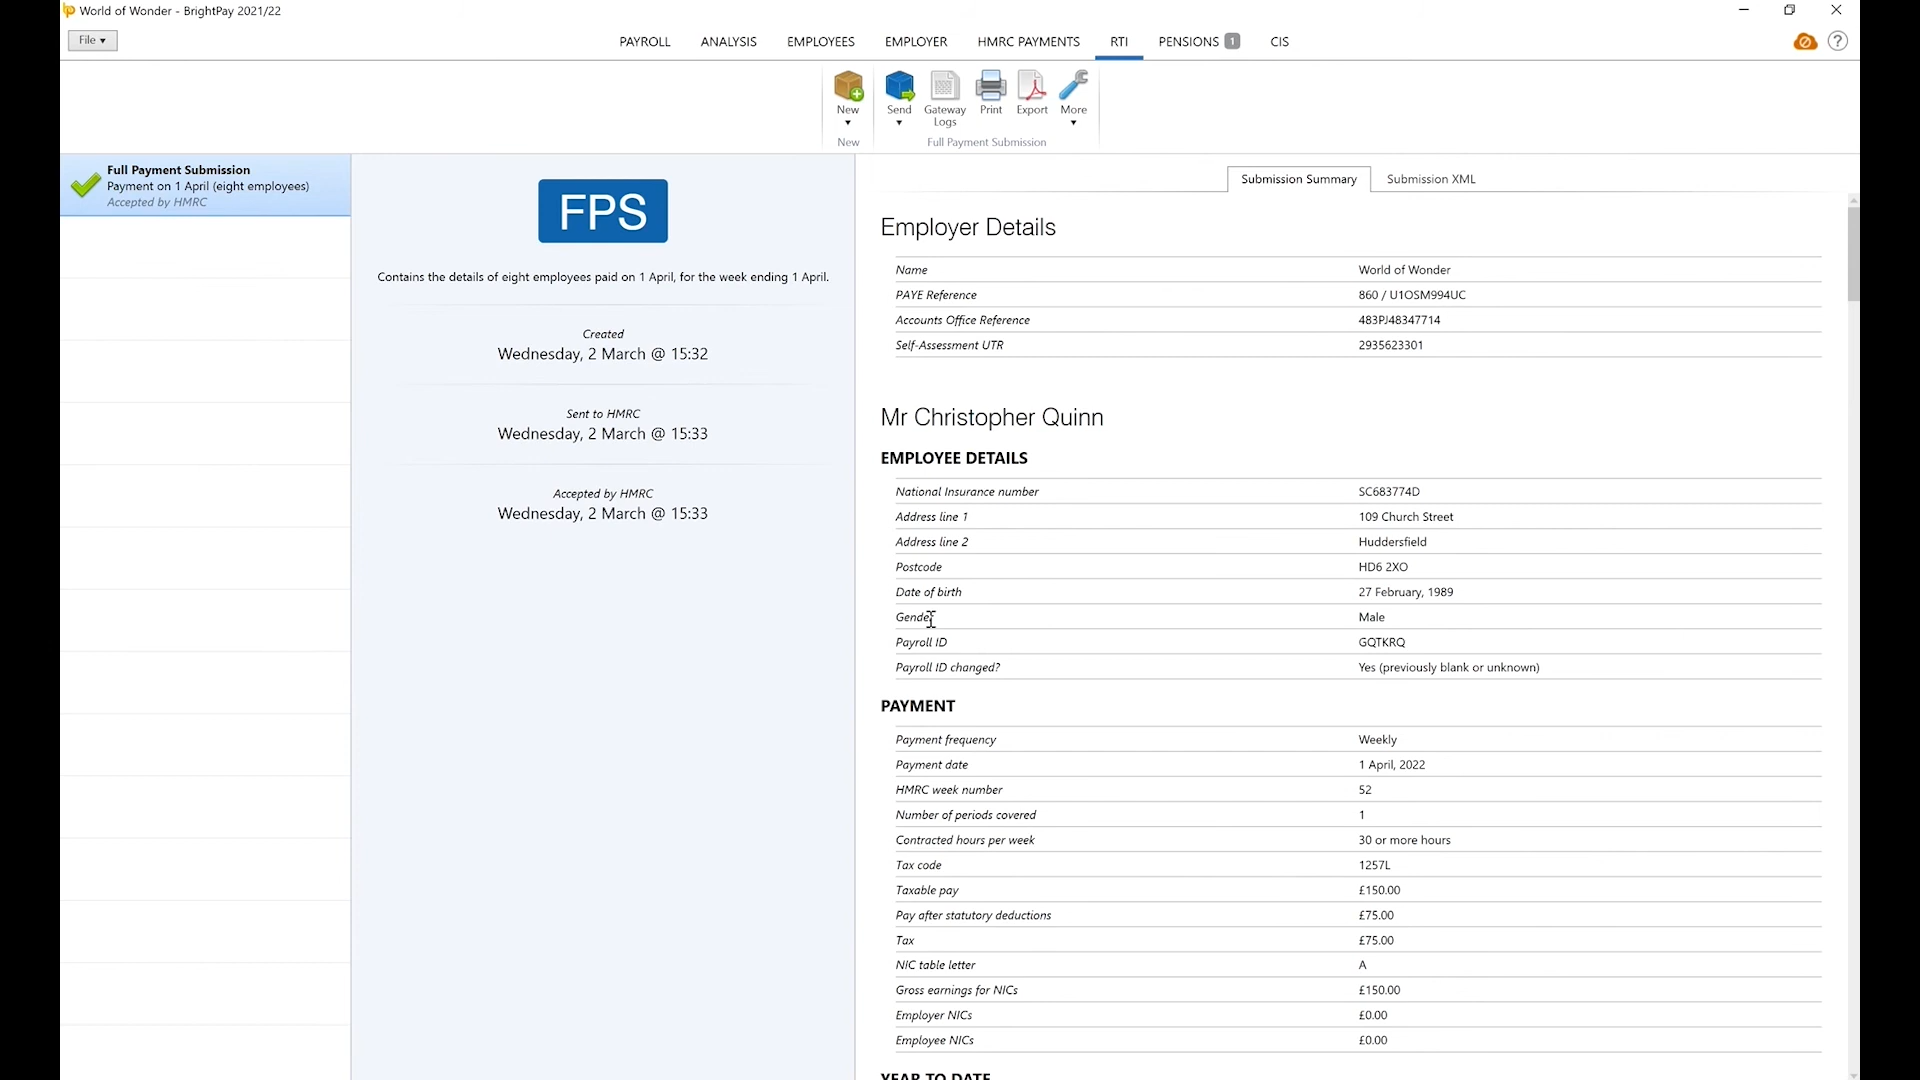 World of Wonder - BrightPay 2021/22
File
PAYROLL ANALYSIS EMPLOYEES EMPLOYER HMRC PAYMENTS RTI PENSIONS 1 CIS
?
New
Send
Gateway Logs
Print
Export
More
New
Full Payment Submission
Full Payment Submission
Payment on 1 April (eight employees)
Accepted by HMRC
FPS
Contains the details of eight employees paid on 1 April, for the week ending 1 April.
Created
Wednesday, 2 March @ 15:32
Sent to HMRC
Wednesday, 2 March @ 15:33
Accepted by HMRC
Wednesday, 2 March @ 15:33
Submission Summary Submission XML
Employer Details
Name World of Wonder
PAYE Reference 860 / U1OSM994UC
Accounts Office Reference 483PJ48347714
Self-Assessment UTR 2935623301
Mr Christopher Quinn
EMPLOYEE DETAILS
National Insurance number SC683774D
Address line 1 109 Church Street
Address line 2 Huddersfield
Postcode HD6 2XO
Date of birth 27 February, 1989
Gender Male
Payroll ID GQTKRQ
Payroll ID changed? Yes (previously blank or unknown)
PAYMENT
Payment frequency Weekly
Payment date 1 April, 2022
HMRC week number 52
Number of periods covered 1
Contracted hours per week 30 or more hours
Tax code 1257L
Taxable pay £150.00
Pay after statutory deductions £75.00
Tax £75.00
NIC table letter A
Gross earnings for NICs £150.00
Employer NICs £0.00
Employee NICs £0.00
YEAR TO DATE